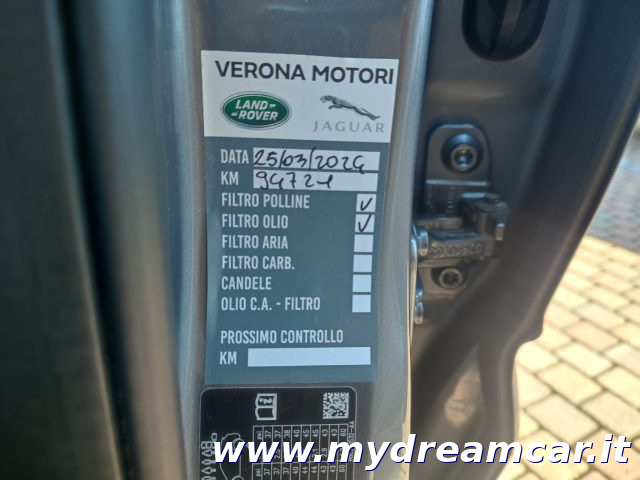 VERONA MOTORI
LAND ROVER
JAGUAR
DATA 25/03/2024
KM 94721
FILTRO POLLINE ✓
FILTRO OLIO ✓
FILTRO ARIA
FILTRO CARB.
CANDELE
OLIO C.A. - FILTRO
PROSSIMO CONTROLLO
KM
www.mydreamcar.it